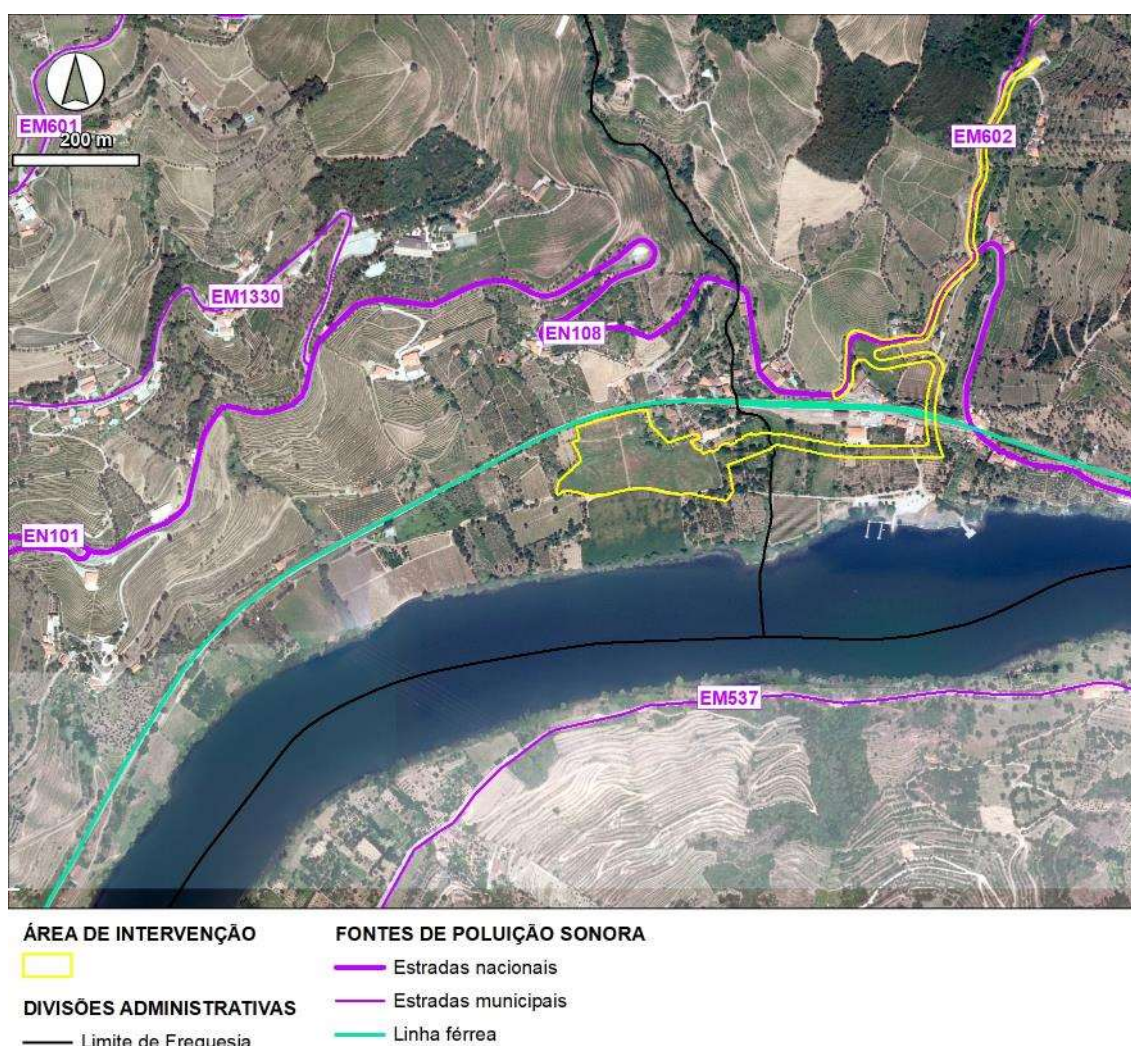 EM601
200 m
EM602
EM1330
EN108
EN101
EM537
ÁREA DE INTERVENÇÃO
FONTES DE POLUIÇÃO SONORA
Estradas nacionais
DIVISÕES ADMINISTRATIVAS
Estradas municipais
Limite de Freguesia
Linha férrea